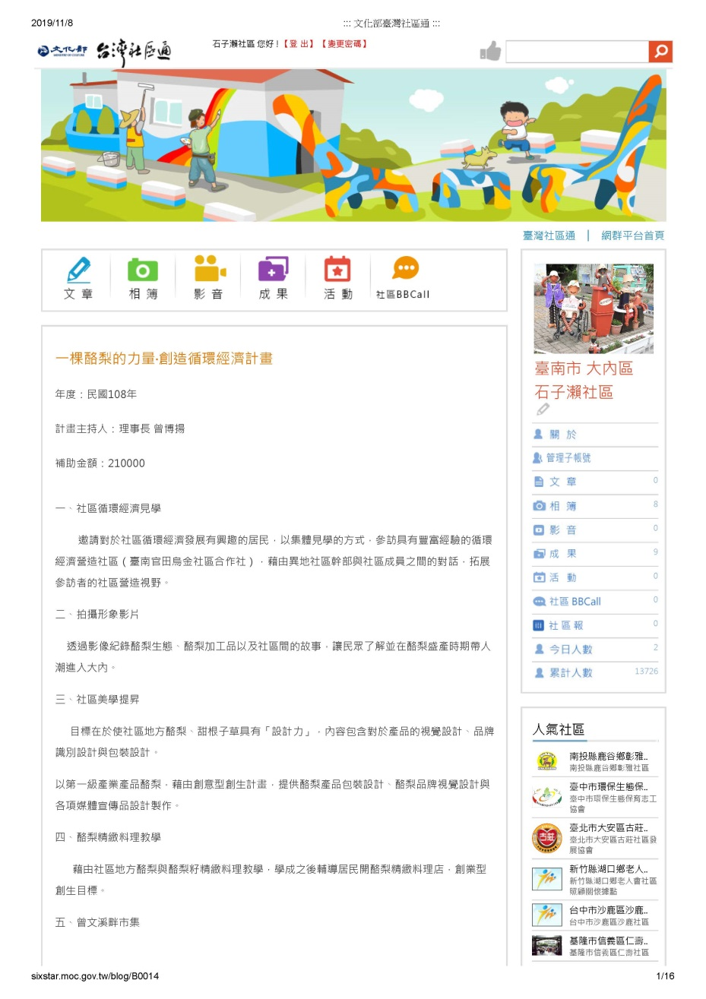 2019/11/8
::: 文化部臺灣社區通 :::
文化部
MINISTRY OF CULTURE
台灣社區通
石子瀨社區 您好！【登 出】 【變更密碼】
臺灣社區通 | 網群平台首頁
文 章
相 簿
影 音
成 果
活 動
社區BBCall
一棵酪梨的力量‧創造循環經濟計畫
年度：民國108年
計畫主持人：理事長 曾博揚
補助金額：210000
一、社區循環經濟見學
邀請對於社區循環經濟發展有興趣的居民，以集體見學的方式，參訪具有豐富經驗的循環
經濟營造社區（臺南官田烏金社區合作社），藉由異地社區幹部與社區成員之間的對話，拓展
參訪者的社區營造視野。
二、拍攝形象影片
透過影像紀錄酪梨生態、酪梨加工品以及社區間的故事，讓民眾了解並在酪梨盛產時期帶人
潮進入大內。
三、社區美學提昇
目標在於使社區地方酪梨、甜根子草具有「設計力」，內容包含對於產品的視覺設計、品牌
識別設計與包裝設計。
以第一級產業產品酪梨，藉由創意型創生計畫，提供酪梨產品包裝設計、酪梨品牌視覺設計與
各項媒體宣傳品設計製作。
四、酪梨精緻料理教學
藉由社區地方酪梨與酪梨籽精緻料理教學，學成之後輔導居民開酪梨精緻料理店，創業型
創生目標。
五、曾文溪畔市集
臺南市 大內區
石子瀨社區
關 於
管理子帳號
文 章 0
相 簿 8
影 音 0
成 果 9
活 動 0
社區 BBCall 0
社 區 報 0
今日人數 2
累計人數 13726
人氣社區
南投縣鹿谷鄉彰雅..
南投縣鹿谷鄉彰雅社區
臺中市環保生態保..
臺中市環保生態保育志工
協會
古莊
臺北市大安區古莊..
臺北市大安區古莊社區發
展協會
新竹縣湖口鄉老人..
新竹縣湖口鄉老人會社區
照顧關懷據點
台中市沙鹿區沙鹿..
台中市沙鹿區沙鹿社區
基隆市信義區仁壽..
基隆市信義區仁壽社區
sixstar.moc.gov.tw/blog/B0014
1/16